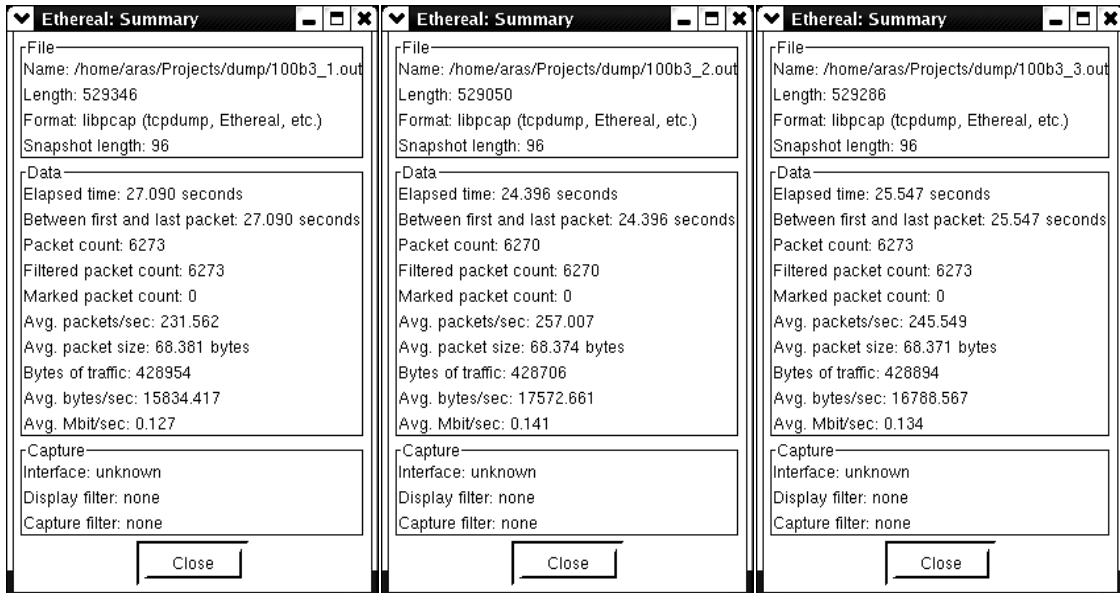 Ethereal: Summary
File
Name: /home/aras/Projects/dump/100b3_1.out
Length: 529346
Format: libpcap (tcpdump, Ethereal, etc.)
Snapshot length: 96
Data
Elapsed time: 27.090 seconds
Between first and last packet: 27.090 seconds
Packet count: 6273
Filtered packet count: 6273
Marked packet count: 0
Avg. packets/sec: 231.562
Avg. packet size: 68.381 bytes
Bytes of traffic: 428954
Avg. bytes/sec: 15834.417
Avg. Mbit/sec: 0.127
Capture
Interface: unknown
Display filter: none
Capture filter: none
Close
Ethereal: Summary
File
Name: /home/aras/Projects/dump/100b3_2.out
Length: 529050
Format: libpcap (tcpdump, Ethereal, etc.)
Snapshot length: 96
Data
Elapsed time: 24.396 seconds
Between first and last packet: 24.396 seconds
Packet count: 6270
Filtered packet count: 6270
Marked packet count: 0
Avg. packets/sec: 257.007
Avg. packet size: 68.374 bytes
Bytes of traffic: 428706
Avg. bytes/sec: 17572.661
Avg. Mbit/sec: 0.141
Capture
Interface: unknown
Display filter: none
Capture filter: none
Close
Ethereal: Summary
File
Name: /home/aras/Projects/dump/100b3_3.out
Length: 529286
Format: libpcap (tcpdump, Ethereal, etc.)
Snapshot length: 96
Data
Elapsed time: 25.547 seconds
Between first and last packet: 25.547 seconds
Packet count: 6273
Filtered packet count: 6273
Marked packet count: 0
Avg. packets/sec: 245.549
Avg. packet size: 68.371 bytes
Bytes of traffic: 428894
Avg. bytes/sec: 16788.567
Avg. Mbit/sec: 0.134
Capture
Interface: unknown
Display filter: none
Capture filter: none
Close